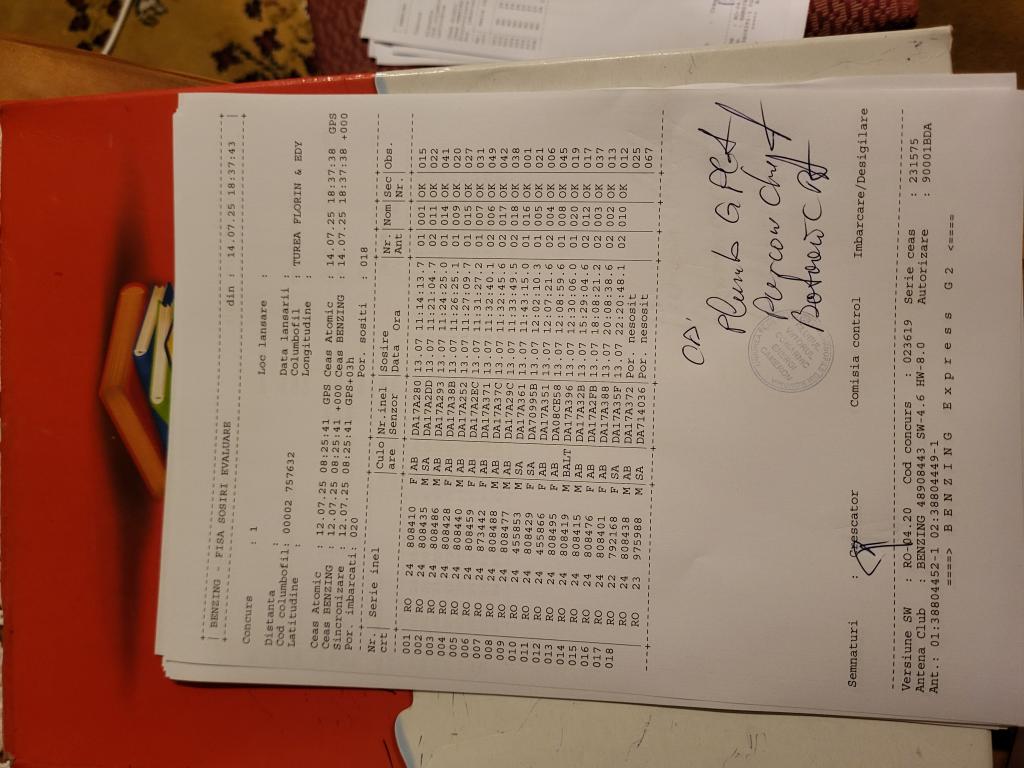 BENZING - FISA SOSIRI EVALUARE din : 14.07.25 18:37:43
Concurs : 1 Loc lansare :
Distanta : Data lansarii :
Cod columbofil: 00002 757632 Columbofil : TUREA FLORIN & EDY
Latitudine : Longitudine :
Ceas Atomic : 12.07.25 08:25:41 GPS Ceas Atomic : 14.07.25 18:37:38 GPS
Ceas BENZING : 12.07.25 08:25:41 +000 Ceas BENZING : 14.07.25 18:37:38 +000
Sincronizare : 12.07.25 08:25:41 GPS+03h
Por. imbarcati: 020 Por. sositi : 018
Nr. Serie inel Culo Nr.inel Sosire Nr. Nom Sec Obs.
crt are Senzor Data Ora Ant Nr.
001 RO 24 808410 F AB DA17A280 13.07 11:14:13.7 01 001 OK 015
002 RO 24 808435 M SA DA17A2DD 13.07 11:21:04.7 02 011 OK 022
003 RO 24 808486 M AB DA17A293 13.07 11:24:25.0 01 014 OK 041
004 RO 24 808428 F AB DA17A38B 13.07 11:26:25.1 01 009 OK 020
005 RO 24 808440 M AB DA17A252 13.07 11:27:09.7 01 015 OK 027
006 RO 24 808459 F AB DA17A2EC 13.07 11:31:27.2 01 007 OK 031
007 RO 24 873442 F AB DA17A371 13.07 11:32:40.1 02 006 OK 049
008 RO 24 808488 M AB DA17A37C 13.07 11:32:45.6 02 017 OK 042
009 RO 24 808477 M AB DA17A29C 13.07 11:33:49.5 02 018 OK 038
010 RO 24 455853 M SA DA17A361 13.07 11:43:15.0 01 016 OK 001
011 RO 24 808429 F SA DA70995B 13.07 12:02:10.3 01 005 OK 021
012 RO 24 455866 F AB DA17A351 13.07 12:07:21.6 01 004 OK 006
013 RO 24 808495 F AB DA08CE58 13.07 12:08:59.6 01 008 OK 045
014 RO 24 808419 M BALT DA17A396 13.07 12:30:06.0 01 020 OK 019
015 RO 24 808415 M AB DA17A32B 13.07 15:29:04.6 02 012 OK 017
016 RO 24 808476 M AB DA17A2FB 13.07 18:08:21.2 02 003 OK 037
017 RO 24 808401 F AB DA17A388 13.07 20:08:38.6 02 002 OK 013
018 RO 22 792168 F SA DA17A35F 13.07 22:20:48.1 02 010 OK 012
RO 24 808438 M AB DA17A372 Por. nesosit 025
RO 23 975988 M SA DA714036 Por. nesosit 067
Semnaturi : Crescator Comisia control Imbarcare/Desigilare
Versiune SW : RO-04.20 Cod concurs : 023619 Serie ceas : 231575
Antena Club : BENZING 48908443 SW-4.6 HW-8.0 Autorizare : 30001BDA
Ant.: 01:38804452-1 02:38804449-1
====> B E N Z I N G E x p r e s s G 2 <====